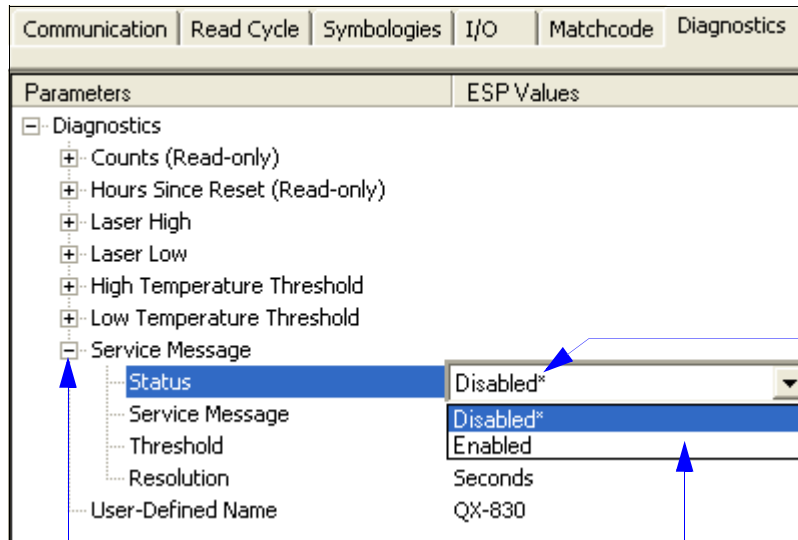 Communication Read Cycle Symbologies I/O Matchcode Diagnostics
Parameters ESP Values
Diagnostics
Counts (Read-only)
Hours Since Reset (Read-only)
Laser High
Laser Low
High Temperature Threshold
Low Temperature Threshold
Service Message
Status Disabled*
Service Message Disabled*
Threshold Enabled
Resolution Seconds
User-Defined Name QX-830